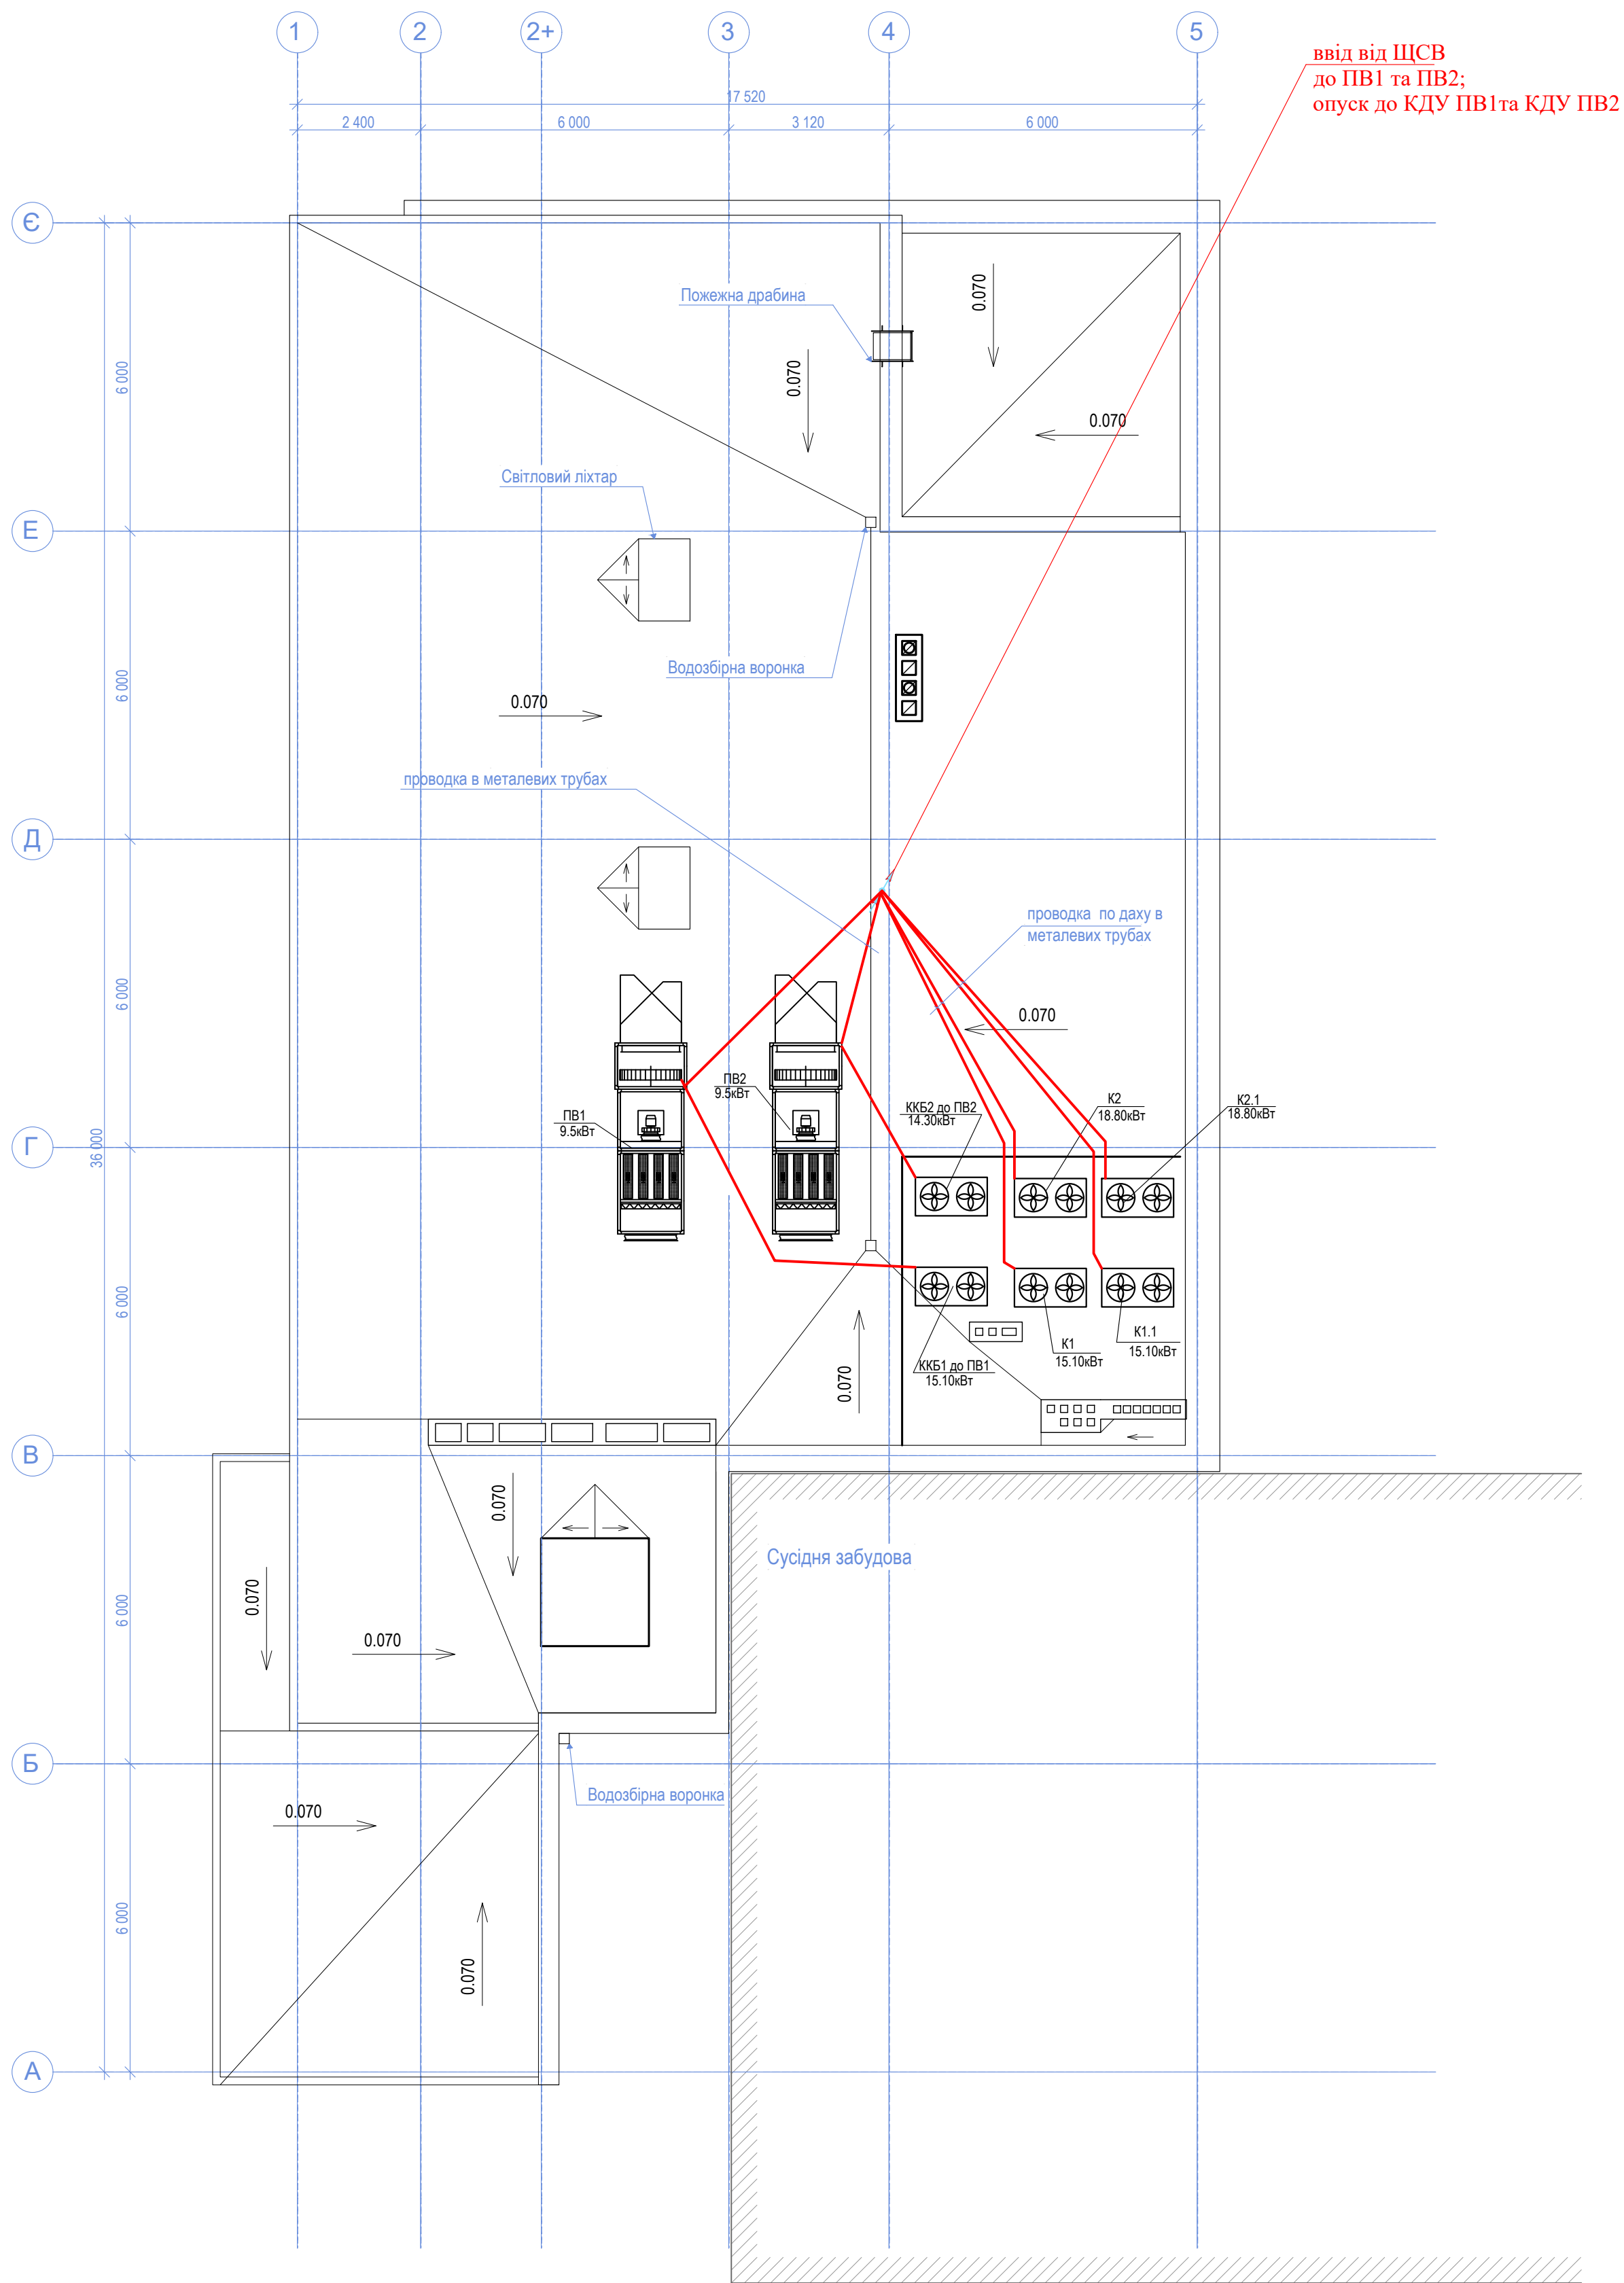 1
2
2+
3
4
5
ввід від ЩСВ
до ПВ1 та ПВ2;
опуск до КДУ ПВ1та КДУ ПВ2
17 520
2 400
6 000
3 120
6 000
Є
Пожежна драбина
0.070
0.070
6 000
0.070
Світловий ліхтар
Е
Водозбірна воронка
6 000
0.070
проводка в металевих трубах
Д
проводка по даху в
металевих трубах
6 000
0.070
ПВ2
9.5кВт
ПВ1
9.5кВт
ККБ2 до ПВ2
14.30кВт
К2
18.80кВт
К2.1
18.80кВт
Г
36 000
6 000
К1
15.10кВт
К1.1
15.10кВт
ККБ1 до ПВ1
15.10кВт
0.070
В
0.070
Сусідня забудова
0.070
6 000
0.070
Б
Водозбірна воронка
0.070
6 000
0.070
А